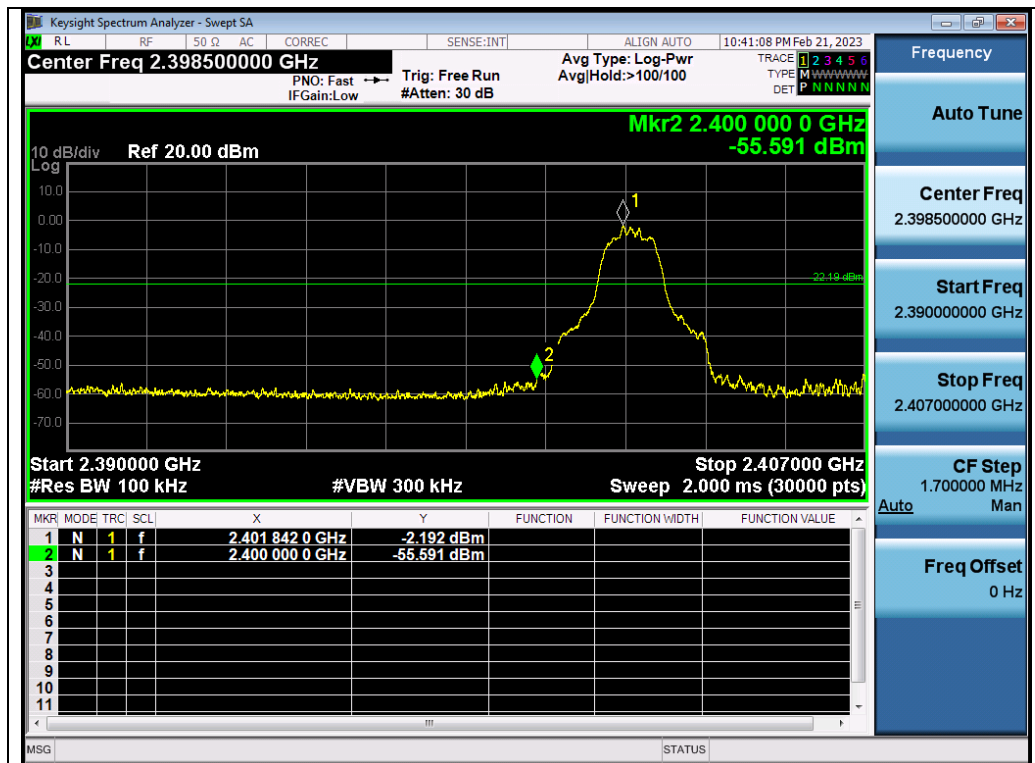 Keysight Spectrum Analyzer - Swept SA
LXI RL RF 50 Ω AC CORREC SENSE:INT ALIGN AUTO 10:41:08 PM Feb 21, 2023
Center Freq 2.398500000 GHz
PNO: Fast
IFGain:Low
Trig: Free Run
#Atten: 30 dB
Avg Type: Log-Pwr
Avg|Hold:>100/100
TRACE 1 2 3 4 5 6
TYPE M WWWWW
DET P N N N N N
Mkr2 2.400 000 0 GHz
-55.591 dBm
10 dB/div Ref 20.00 dBm
Log
10.0
0.00
-10.0
-20.0
-30.0
-40.0
-50.0
-60.0
-70.0
1
2
-22.19 dBm
Start 2.390000 GHz
Stop 2.407000 GHz
#Res BW 100 kHz
#VBW 300 kHz
Sweep 2.000 ms (30000 pts)
MKR MODE TRC SCL X Y FUNCTION FUNCTION WIDTH FUNCTION VALUE
1 N 1 f 2.401 842 0 GHz -2.192 dBm
2 N 1 f 2.400 000 0 GHz -55.591 dBm
3
4
5
6
7
8
9
10
11
MSG
STATUS
Frequency
Auto Tune
Center Freq
2.398500000 GHz
Start Freq
2.390000000 GHz
Stop Freq
2.407000000 GHz
CF Step
1.700000 MHz
Auto Man
Freq Offset
0 Hz